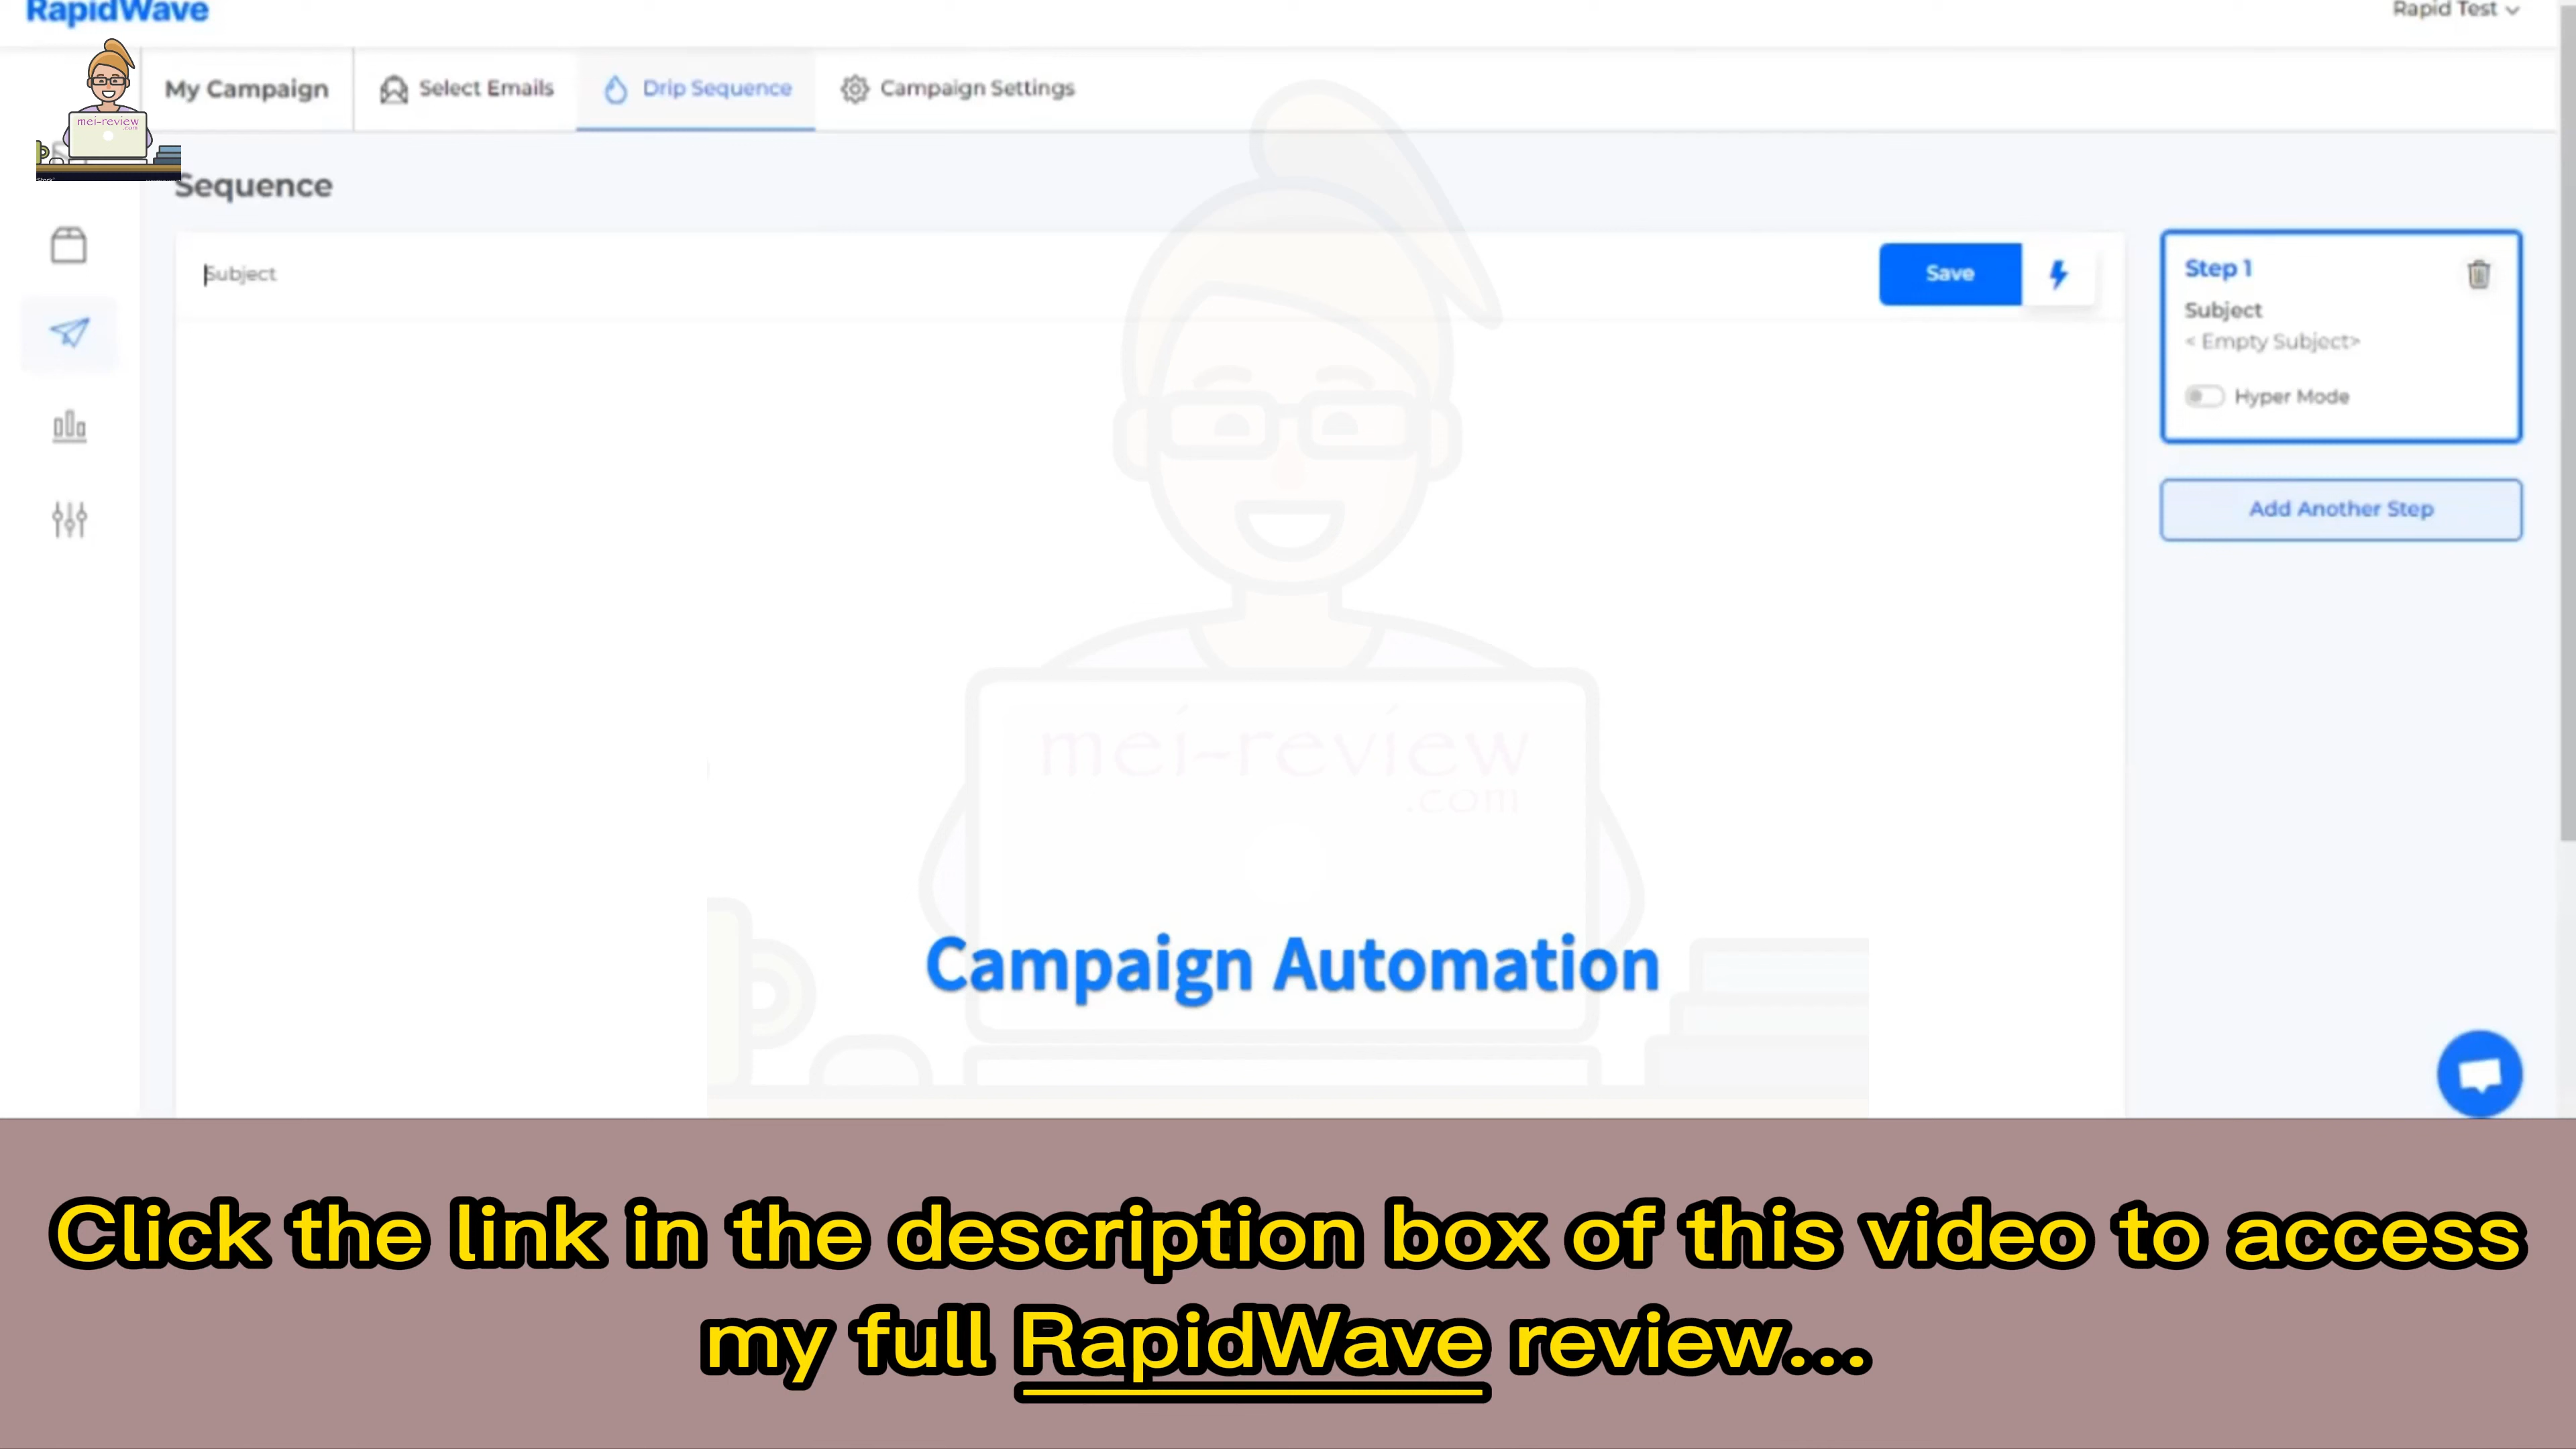 RapidWave
Rapid Test
mei-review
.com
My Campaign
Select Emails
Drip Sequence
Campaign Settings
Sequence
Subject
Save
Step 1
Subject
< Empty Subject>
Hyper Mode
Add Another Step
mei-review
.com
Campaign Automation
Click the link in the description box of this video to access
my full RapidWave review...